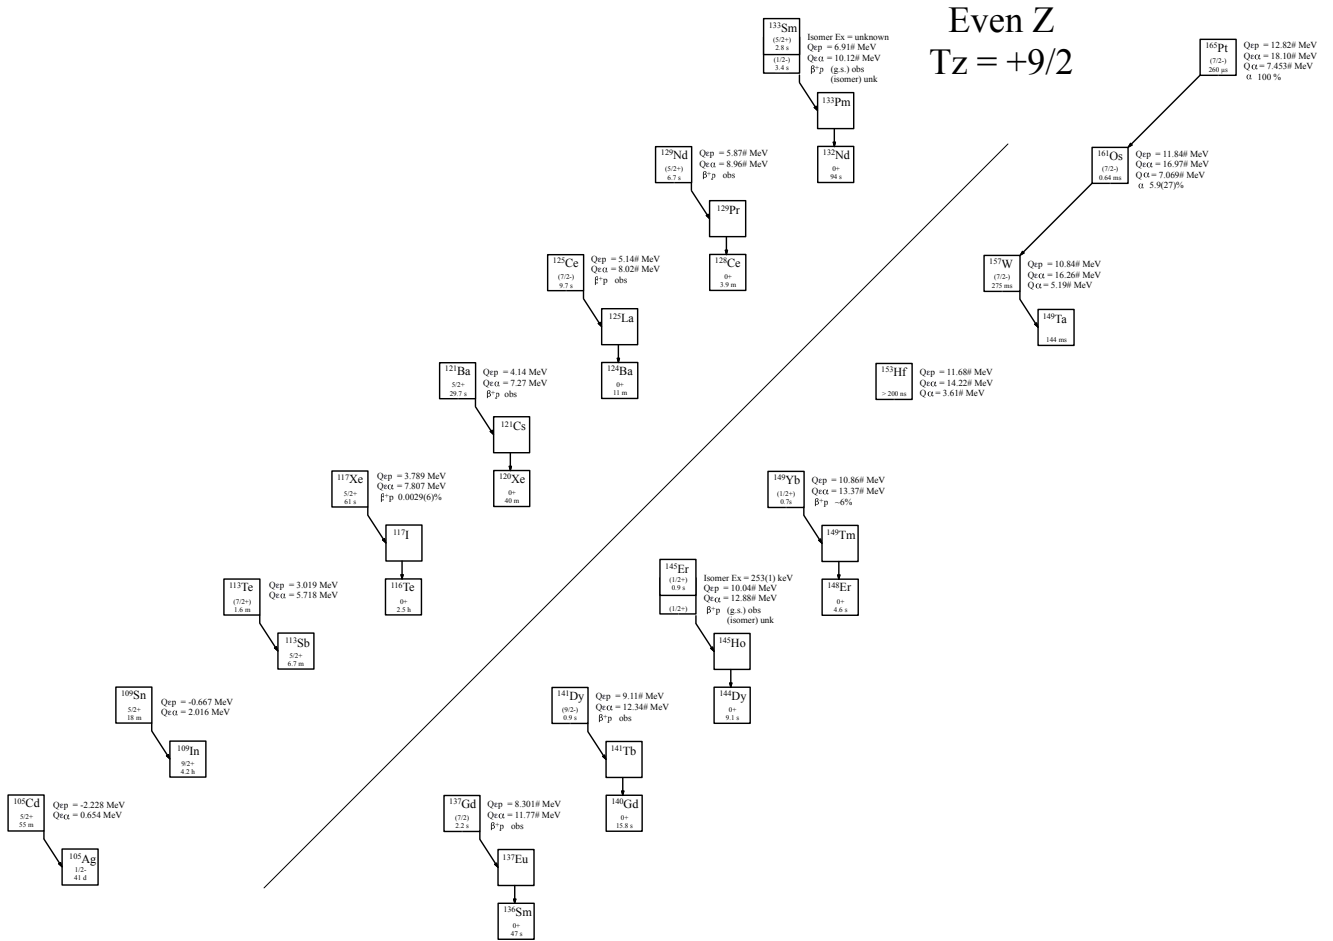 Even Z
Tz = +9/2
¹³³Sm
(5/2+)
2.8 s
(1/2-)
3.4 s
Isomer Ex = unknown
Qεp = 6.91# MeV
Qεα = 10.12# MeV
β⁺p (g.s.) obs
(isomer) unk
¹³³Pm
¹³²Nd
0+
94 s
¹⁶⁵Pt
(7/2-)
260 μs
Qεp = 12.82# MeV
Qεα = 18.10# MeV
Qα = 7.453# MeV
α 100 %
¹²⁹Nd
(5/2+)
6.7 s
Qεp = 5.87# MeV
Qεα = 8.96# MeV
β⁺p obs
¹²⁹Pr
¹²⁸Ce
0+
3.9 m
¹⁶¹Os
(7/2-)
0.64 ms
Qεp = 11.84# MeV
Qεα = 16.97# MeV
Qα = 7.069# MeV
α 5.9(27)%
¹²⁵Ce
(7/2-)
9.7 s
Qεp = 5.14# MeV
Qεα = 8.02# MeV
β⁺p obs
¹²⁵La
¹²⁴Ba
0+
11 m
¹⁵⁷W
(7/2-)
275 ms
Qεp = 10.84# MeV
Qεα = 16.26# MeV
Qα = 5.19# MeV
¹⁴⁹Ta
144 ms
¹²¹Ba
5/2+
29.7 s
Qεp = 4.14 MeV
Qεα = 7.27 MeV
β⁺p obs
¹²¹Cs
¹²⁰Xe
0+
40 m
¹⁵³Hf
> 200 ns
Qεp = 11.68# MeV
Qεα = 14.22# MeV
Qα = 3.61# MeV
¹¹⁷Xe
5/2+
61 s
Qεp = 3.789 MeV
Qεα = 7.807 MeV
β⁺p 0.0029(6)%
¹¹⁷I
¹¹⁶Te
0+
2.5 h
¹⁴⁹Yb
(1/2+)
0.7s
Qεp = 10.86# MeV
Qεα = 13.37# MeV
β⁺p ~6%
¹⁴⁹Tm
¹⁴⁸Er
0+
4.6 s
¹¹³Te
(7/2+)
1.6 m
Qεp = 3.019 MeV
Qεα = 5.718 MeV
¹¹³Sb
5/2+
6.7 m
¹⁴⁵Er
(1/2+)
0.9 s
(1/2+)
Isomer Ex = 253(1) keV
Qεp = 10.04# MeV
Qεα = 12.88# MeV
β⁺p (g.s.) obs
(isomer) unk
¹⁴⁵Ho
¹⁴⁴Dy
0+
9.1 s
¹⁰⁹Sn
5/2+
18 m
Qεp = -0.667 MeV
Qεα = 2.016 MeV
¹⁰⁹In
9/2+
4.2 h
¹⁴¹Dy
(9/2-)
0.9 s
Qεp = 9.11# MeV
Qεα = 12.34# MeV
β⁺p obs
¹⁴¹Tb
¹⁴⁰Gd
0+
15.8 s
¹⁰⁵Cd
5/2+
55 m
Qεp = -2.228 MeV
Qεα = 0.654 MeV
¹⁰⁵Ag
1/2-
41 d
¹³⁷Gd
(7/2)
2.2 s
Qεp = 8.301# MeV
Qεα = 11.77# MeV
β⁺p obs
¹³⁷Eu
¹³⁶Sm
0+
47 s